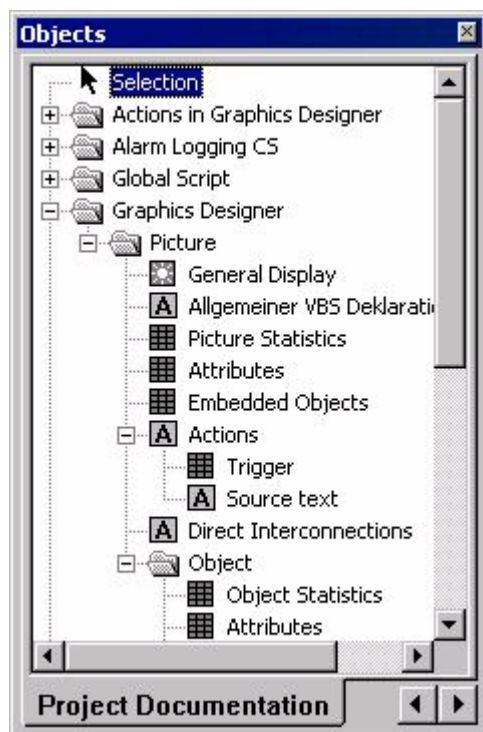 Objects
Selection
Actions in Graphics Designer
Alarm Logging CS
Global Script
Graphics Designer
Picture
General Display
A Allgemeiner VBS Deklarati
Picture Statistics
Attributes
Embedded Objects
A Actions
Trigger
A Source text
A Direct Interconnections
Object
Object Statistics
Attributes
Project Documentation